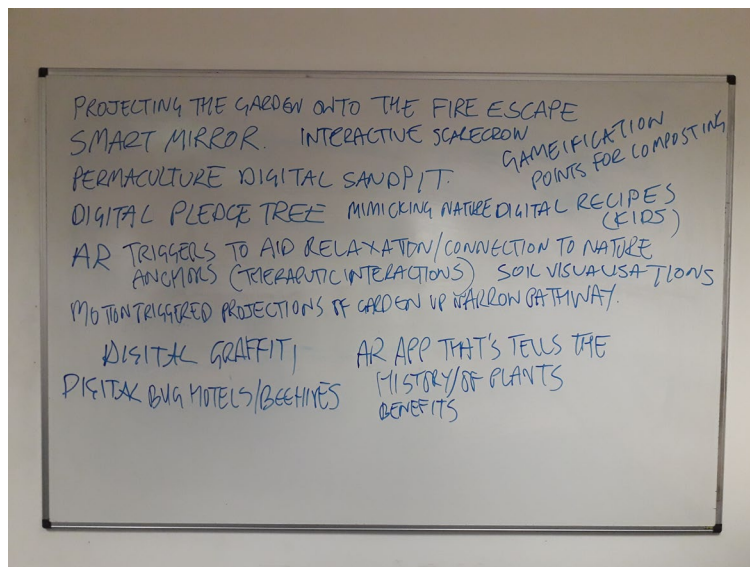 PROJECTING THE GARDEN ONTO THE FIRE ESCAPE
SMART MIRROR. INTERACTIVE SCARECROW
GAMEIFICATION
POINTS FOR COMPOSTING
PERMACULTURE DIGITAL SANDPIT.
DIGITAL PLEDGE TREE MIMICKING NATURE DIGITAL RECIPES
(KIDS)
AR TRIGGERS TO AID RELAXATION/CONNECTION TO NATURE
ANCHORS (THERAPUTIC INTERACTIONS) SOIL VISUALISATIONS
MOTION TRIGGERED PROJECTIONS OF GARDEN UP NARROW PATHWAY.
DIGITAL GRAFFITI
DIGITAL BUG HOTELS/BEEHIVES
AR APP THAT'S TELLS THE
HISTORY/OF PLANTS
BENEFITS